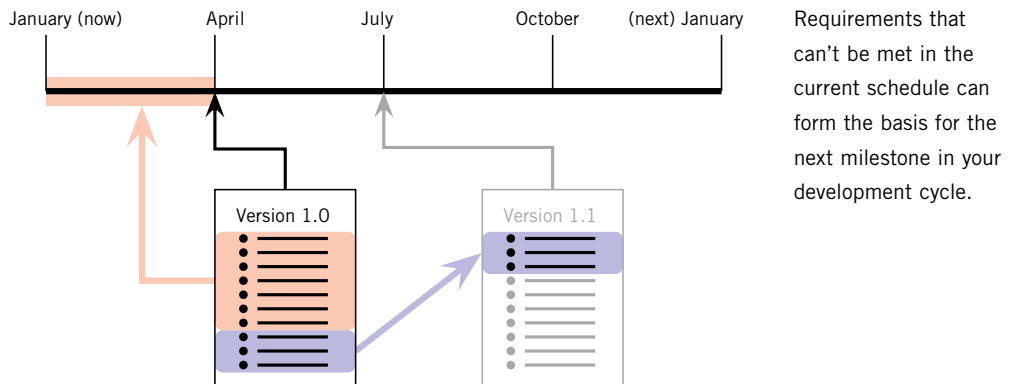 January (now) April July October (next) January
Requirements that
can't be met in the
current schedule can
form the basis for the
next milestone in your
development cycle.
Version 1.0 Version 1.1